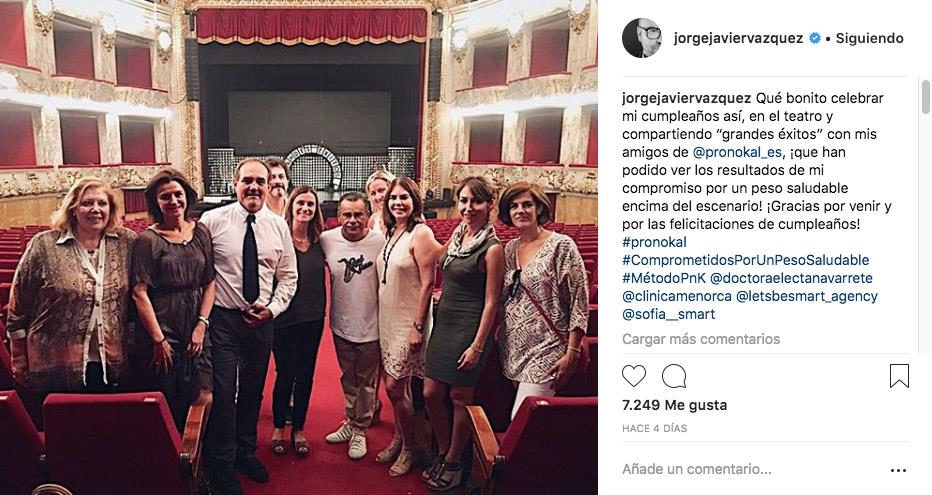 jorgejaviervazquez • Siguiendo
jorgejaviervazquez Qué bonito celebrar
mi cumpleaños así, en el teatro y
compartiendo “grandes éxitos” con mis
amigos de @pronokal_es, ¡que han
podido ver los resultados de mi
compromiso por un peso saludable
encima del escenario! ¡Gracias por venir y
por las felicitaciones de cumpleaños!
#pronokal
#ComprometidosPorUnPesoSaludable
#MétodoPnK @doctoraelectanavarrete
@clinicamenorca @letsbesmart_agency
@sofia__smart
Cargar más comentarios
7.249 Me gusta
HACE 4 DÍAS
Añade un comentario...